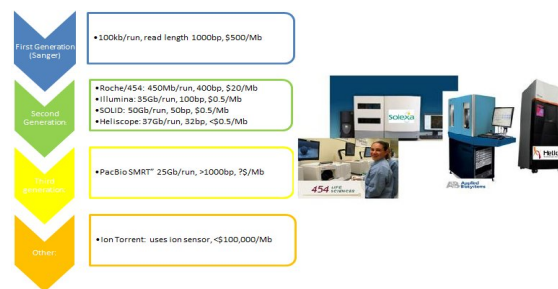 First Generation
(Sanger)
•100kb/run, read length 1000bp, $500/Mb
Second
Generation
•Roche/454: 450Mb/run, 400bp, $20/Mb
•Illumina: 35Gb/run, 100bp, $0.5/Mb
•SOLID: 50Gb/run, 50bp, $0.5/Mb
•Heliscope: 37Gb/run, 32bp, <$0.5/Mb
Third
generation
•PacBio SMRT" 25Gb/run, >1000bp, ?$/Mb
Other:
•Ion Torrent: uses ion sensor, <$100,000/Mb
Solexa
454 LIFE
SCIENCES
AB Applied
Biosystems